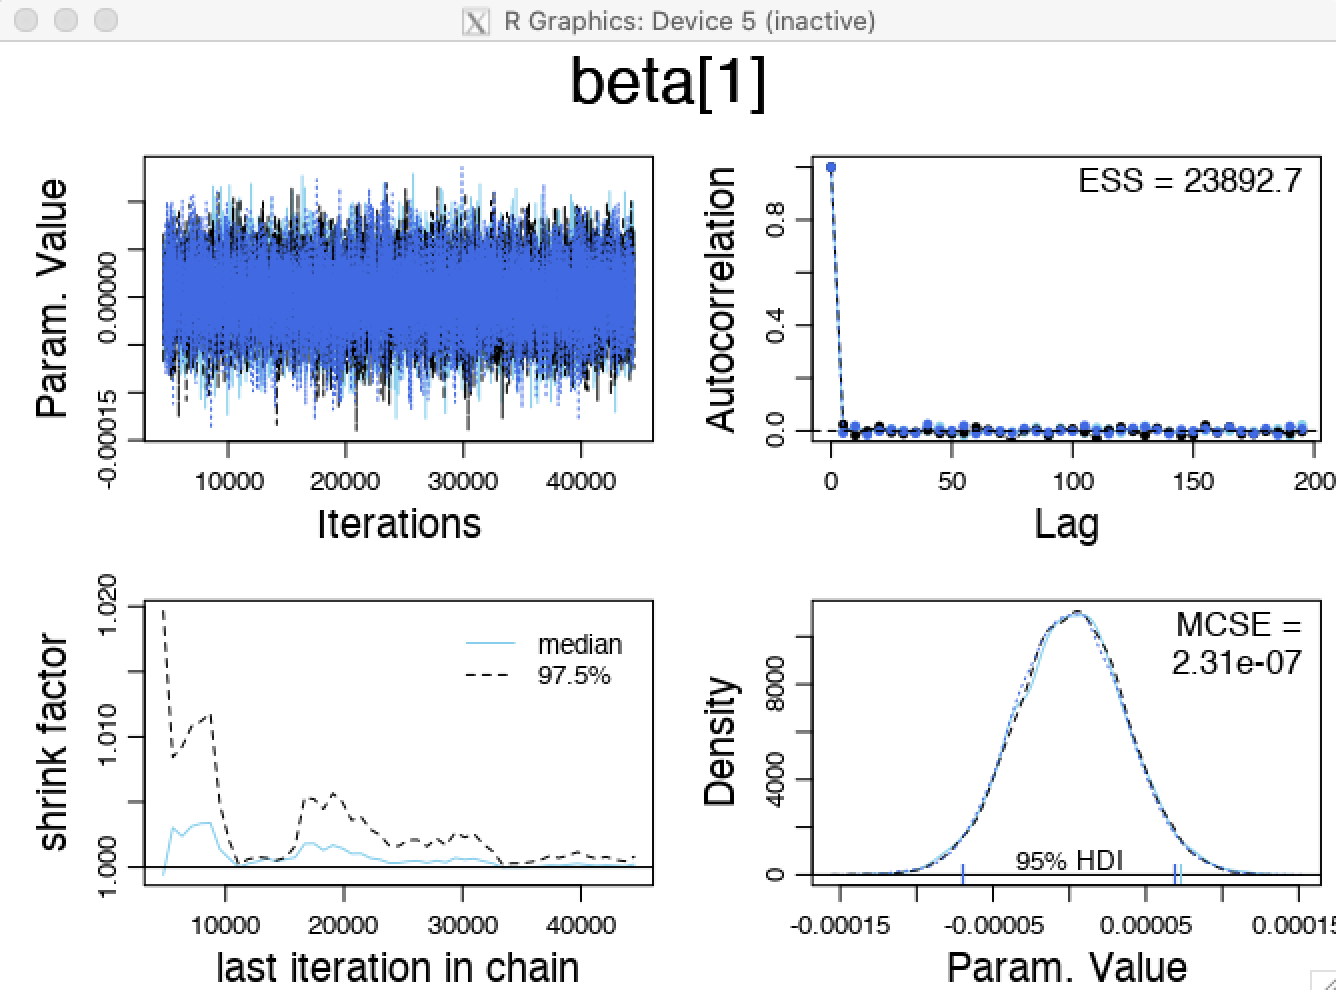 R Graphics: Device 5 (inactive)
beta[1]
Param. Value
-0.00015
0.00000
10000 20000 30000 40000
Iterations
Autocorrelation
0.0
0.4
0.8
ESS = 23892.7
0 50 100 150 200
Lag
shrink factor
1.000
1.010
1.020
median
97.5%
10000 20000 30000 40000
last iteration in chain
Density
0
4000
8000
MCSE =
2.31e-07
95% HDI
-0.00015 -0.00005 0.00005 0.00015
Param. Value